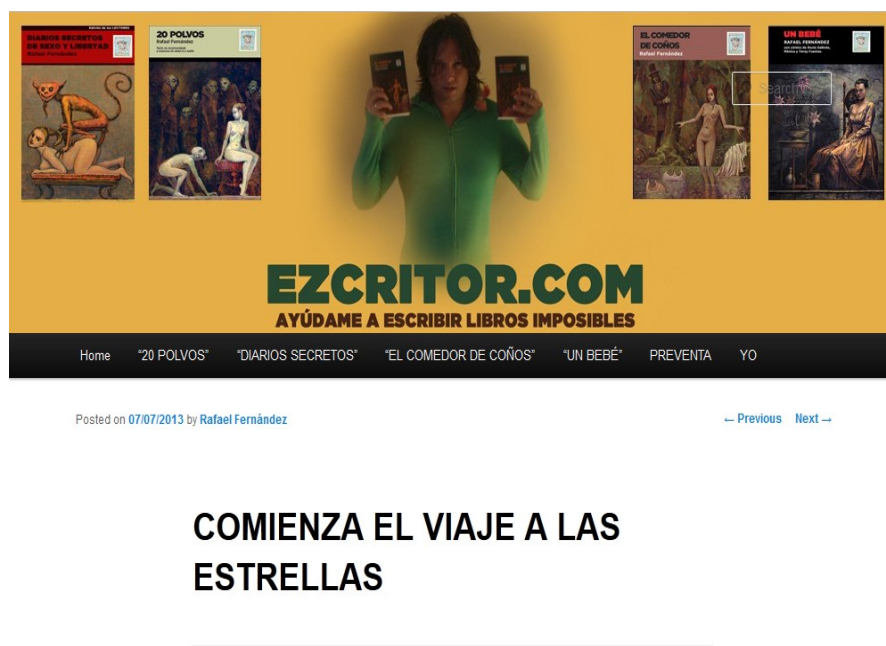 DIARIOS SECRETOS
DE SEXO Y LIBERTAD
Rafael Fernández
20 POLVOS
Rafael Fernández
EL COMEDOR
DE COÑOS
Rafael Fernández
UN BEBÉ
RAFAEL FERNÁNDEZ
Search
EZCRITOR.COM
AYÚDAME A ESCRIBIR LIBROS IMPOSIBLES
Home "20 POLVOS" "DIARIOS SECRETOS" "EL COMEDOR DE COÑOS" "UN BEBÉ" PREVENTA YO
Posted on 07/07/2013 by Rafael Fernández
← Previous Next →
COMIENZA EL VIAJE A LAS
ESTRELLAS